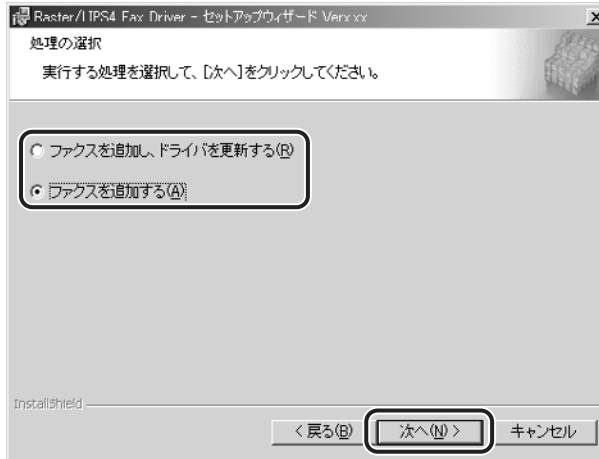 Raster/LIPS4 Fax Driver - セットアップウィザード Verx.xx
処理の選択
実行する処理を選択して、[次へ]をクリックしてください。
ファクスを追加し、ドライバを更新する(R)
ファクスを追加する(A)
InstallShield
< 戻る(B)
次へ(N) >
キャンセル